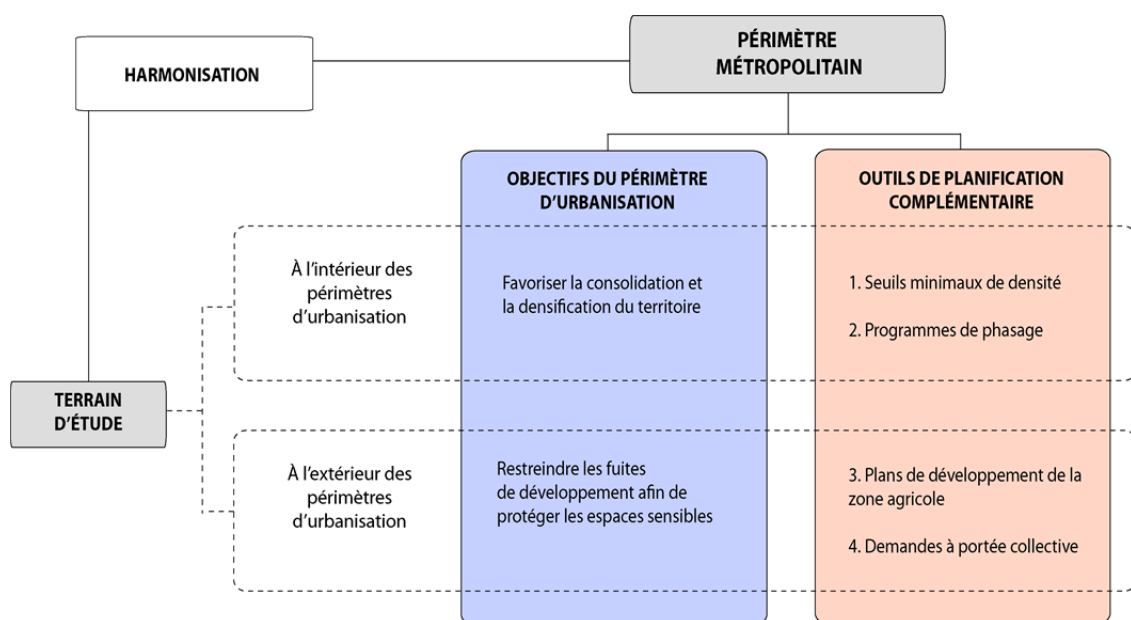 HARMONISATION
PÉRIMÈTRE
MÉTROPOLITAIN
OBJECTIFS DU PÉRIMÈTRE
D’URBANISATION
OUTILS DE PLANIFICATION
COMPLÉMENTAIRE
À l’intérieur des
périmètres
d’urbanisation
Favoriser la consolidation et
la densification du territoire
1. Seuils minimaux de densité
2. Programmes de phasage
TERRAIN
D’ÉTUDE
À l’extérieur des
périmètres
d’urbanisation
Restreindre les fuites
de développement afin de
protéger les espaces sensibles
3. Plans de développement de la
zone agricole
4. Demandes à portée collective